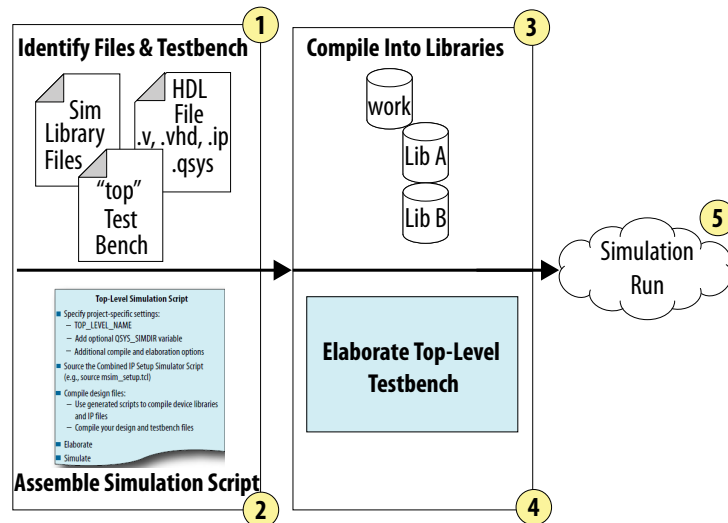 1
Identify Files & Testbench
Sim
Library
Files
HDL
File
.v, .vhd, .ip
.qsys
“top”
Test
Bench
Top-Level Simulation Script
Specify project-specific settings:
– TOP_LEVEL_NAME
– Add optional QSYS_SIMDIR variable
– Additional compile and elaboration options
Source the Combined IP Setup Simulator Script
(e.g., source msim_setup.tcl)
Compile design files:
– Use generated scripts to compile device libraries
and IP files
– Compile your design and testbench files
Elaborate
Simulate
Assemble Simulation Script
2
3
Compile Into Libraries
work
Lib A
Lib B
Elaborate Top-Level
Testbench
4
5
Simulation
Run